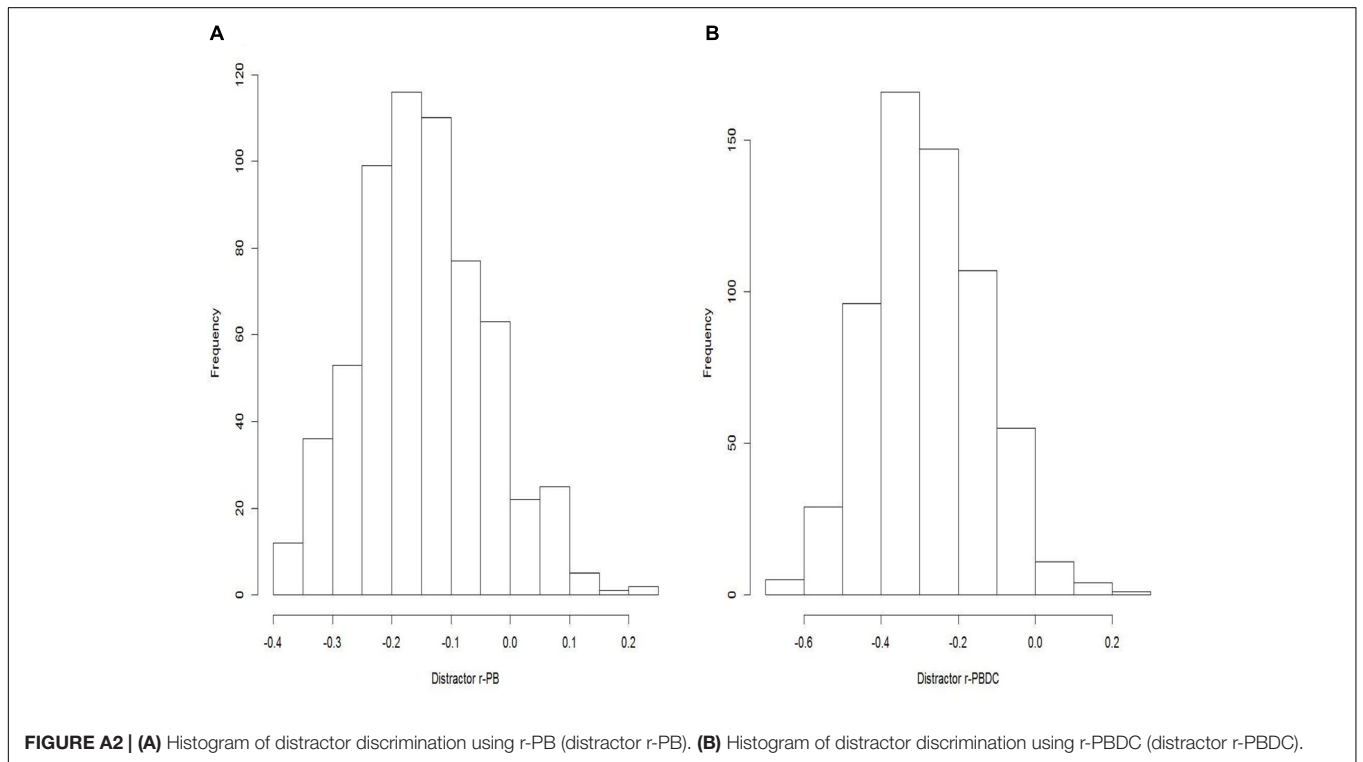 A
120
100
80
60
40
20
0
Frequency
-0.4 -0.3 -0.2 -0.1 0.0 0.1 0.2
Distractor r-PB
B
150
100
50
0
Frequency
-0.6 -0.4 -0.2 0.0 0.2
Distractor r-PBDC
FIGURE A2 | (A) Histogram of distractor discrimination using r-PB (distractor r-PB). (B) Histogram of distractor discrimination using r-PBDC (distractor r-PBDC).